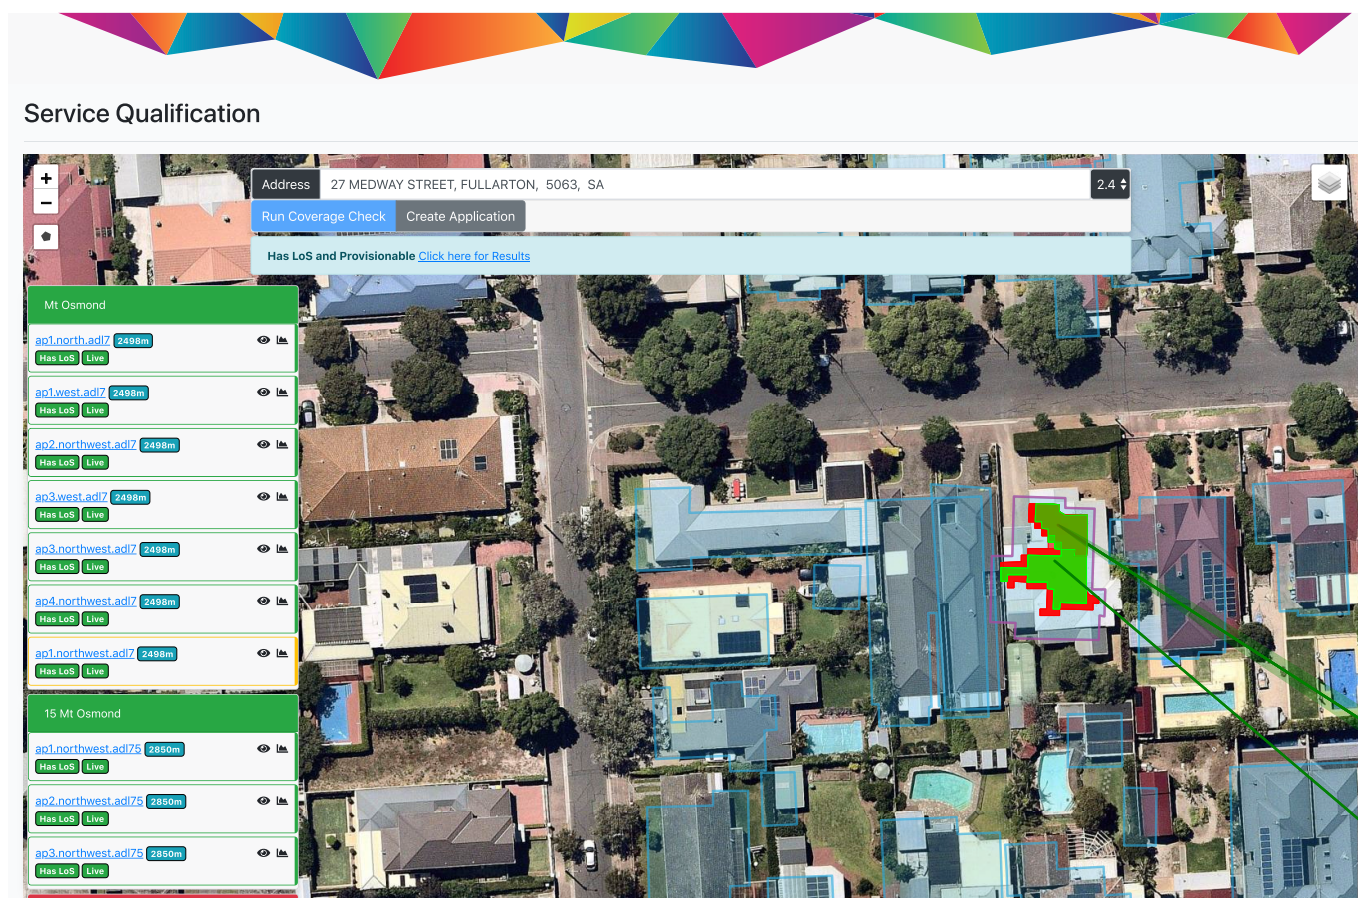 Service Qualification
+
−
Address 27 MEDWAY STREET, FULLARTON, 5063, SA 2.4
Run Coverage Check Create Application
Has LoS and Provisionable Click here for Results
Mt Osmond
ap1.north.adl7 2498m
Has LoS Live
ap1.west.adl7 2498m
Has LoS Live
ap2.northwest.adl7 2498m
Has LoS Live
ap3.west.adl7 2498m
Has LoS Live
ap3.northwest.adl7 2498m
Has LoS Live
ap4.northwest.adl7 2498m
Has LoS Live
ap1.northwest.adl7 2498m
Has LoS Live
15 Mt Osmond
ap1.northwest.adl75 2850m
Has LoS Live
ap2.northwest.adl75 2850m
Has LoS Live
ap3.northwest.adl75 2850m
Has LoS Live